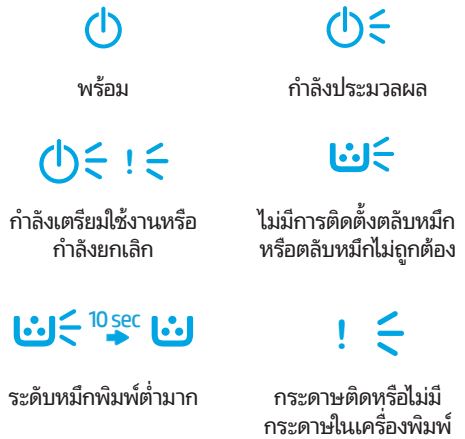 พร้อม
กำลังประมวลผล
!
กำลังเตรียมใช้งานหรือ
กำลังยกเลิก
ไม่มีการติดตั้งตลับหมึก
หรือตลับหมึกไม่ถูกต้อง
10 sec
ระดับหมึกพิมพ์ต่ำมาก
!
กระดาษติดหรือไม่มี
กระดาษในเครื่องพิมพ์